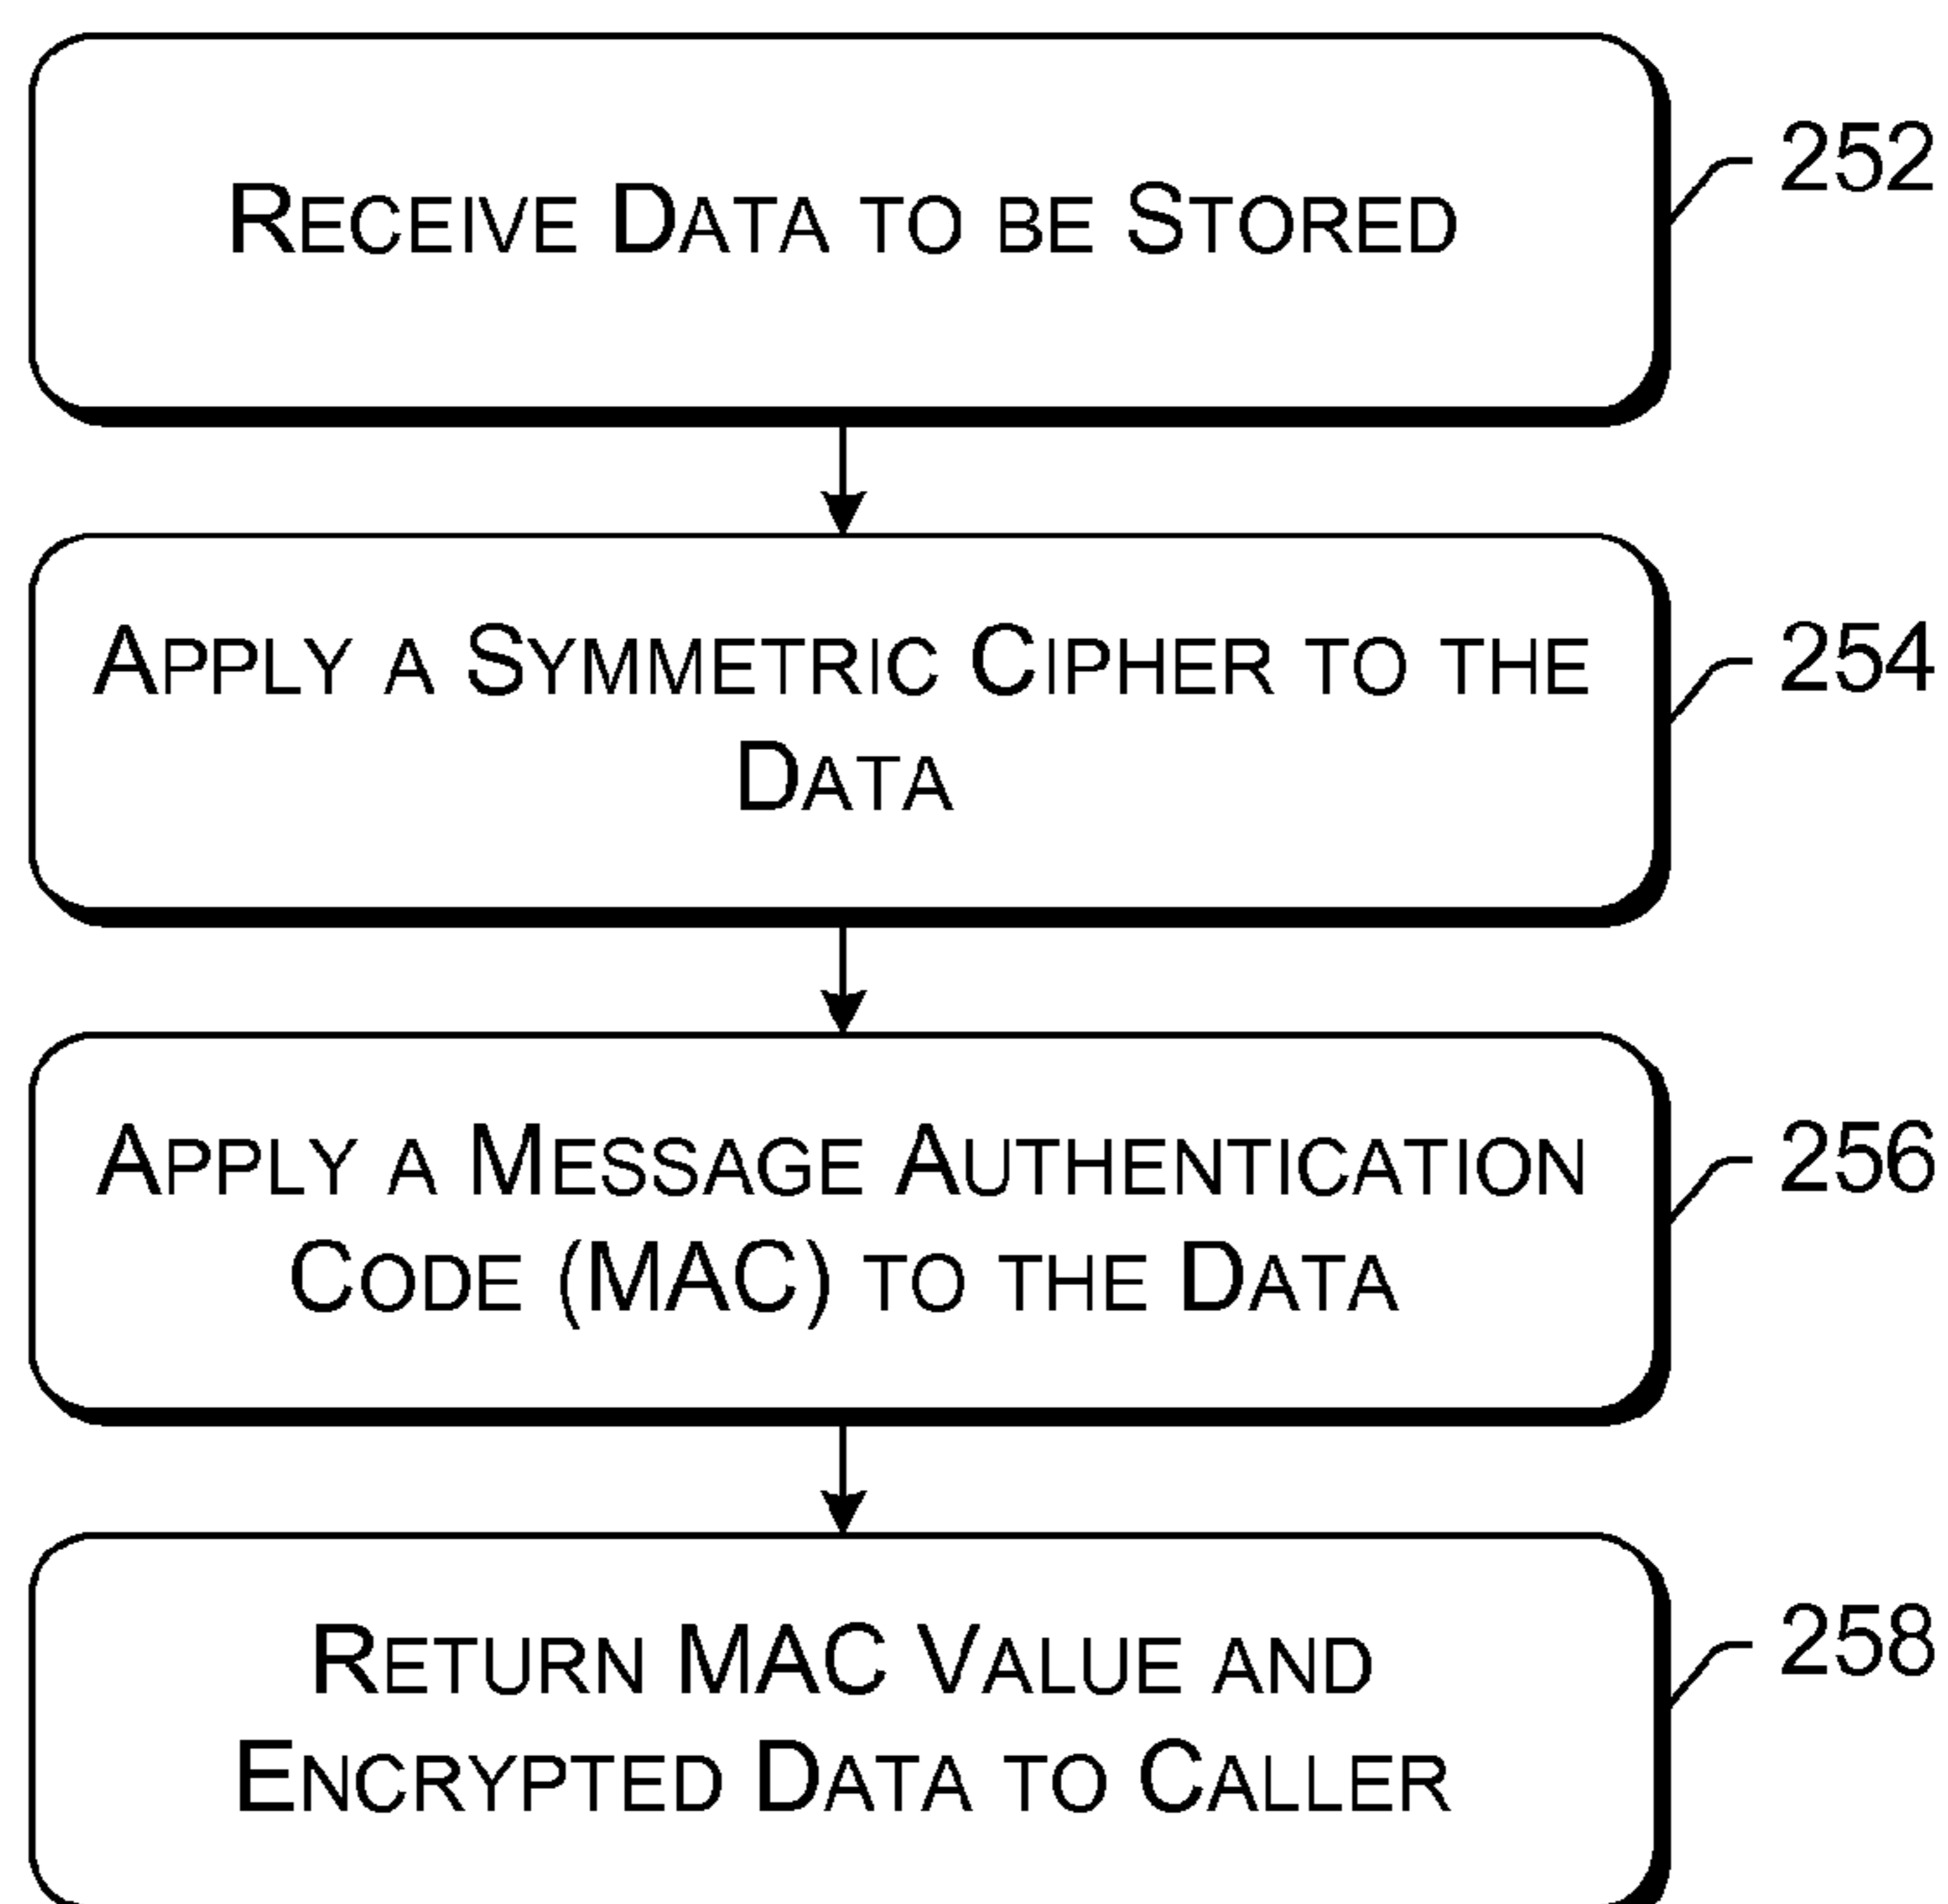 RECEIVE DATA TO BE STORED
252
APPLY A SYMMETRIC CIPHER TO THE
DATA
254
APPLY A MESSAGE AUTHENTICATION
CODE (MAC) TO THE DATA
256
RETURN MAC VALUE AND
ENCRYPTED DATA TO CALLER
258